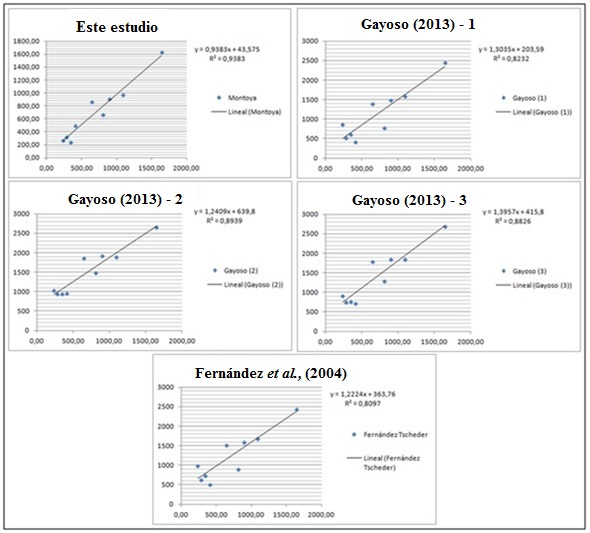 Este estudio
y = 0,9383x + 43,575
R² = 0,9383
1800,00
1600,00
1400,00
1200,00
1000,00
800,00
600,00
400,00
200,00
0,00
0,00 500,00 1000,00 1500,00 2000,00
Montoya
Lineal (Montoya)
Gayoso (2013) - 1
y = 1,3035x + 203,59
R² = 0,8232
3000
2500
2000
1500
1000
500
0
0,00 500,00 1000,00 1500,00 2000,00
Gayoso (1)
Lineal (Gayoso (1))
Gayoso (2013) - 2
y = 1,2409x + 639,8
R² = 0,8939
3000
2500
2000
1500
1000
500
0
0,00 500,00 1000,00 1500,00 2000,00
Gayoso (2)
Lineal (Gayoso (2))
Gayoso (2013) - 3
y = 1,3957x + 415,8
R² = 0,8826
3000
2500
2000
1500
1000
500
0
0,00 500,00 1000,00 1500,00 2000,00
Gayoso (3)
Lineal (Gayoso (3))
Fernández et al., (2004)
y = 1,2224x + 363,76
R² = 0,8097
3000
2500
2000
1500
1000
500
0
0,00 500,00 1000,00 1500,00 2000,00
Fernández Tscheder
Lineal (Fernández
Tscheder)